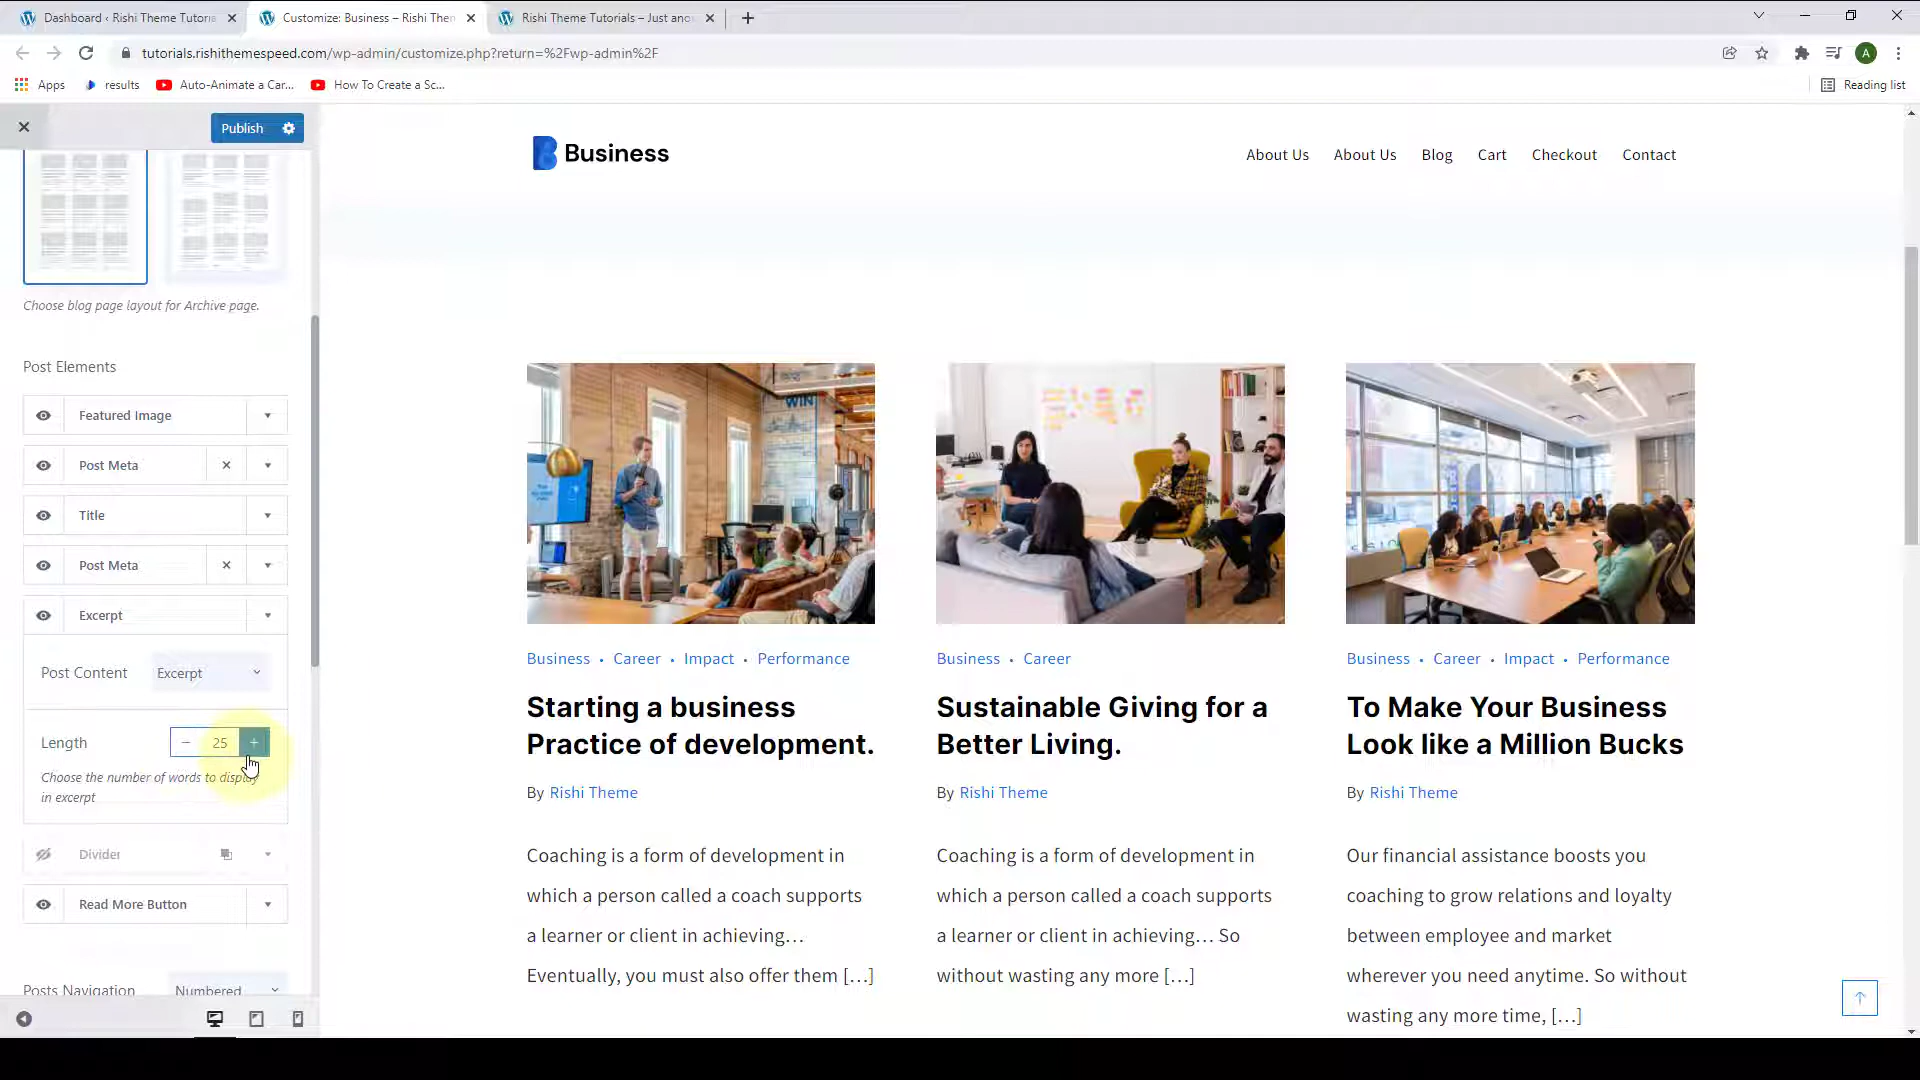 Dashboard ‹ Rishi Theme Tutoria
Customize: Business – Rishi Them
Rishi Theme Tutorials – Just ano
tutorials.rishithemespeed.com/wp-admin/customize.php?return=%2Fwp-admin%2F
A
Apps
results
Auto-Animate a Car...
How To Create a Sc...
Reading list
Publish
Business
About Us
About Us
Blog
Cart
Checkout
Contact
Choose blog page layout for Archive page.
Post Elements
Featured Image
Post Meta
Title
Post Meta
Excerpt
Post Content
Excerpt
Length
25
Choose the number of words to display
in excerpt
Divider
Read More Button
Posts Navigation
Numbered
WIN
Business • Career • Impact • Performance
Starting a business
Practice of development.
By Rishi Theme
Coaching is a form of development in
which a person called a coach supports
a learner or client in achieving…
Eventually, you must also offer them […]
Business • Career
Sustainable Giving for a
Better Living.
By Rishi Theme
Coaching is a form of development in
which a person called a coach supports
a learner or client in achieving… So
without wasting any more […]
Business • Career • Impact • Performance
To Make Your Business
Look like a Million Bucks
By Rishi Theme
Our financial assistance boosts you
coaching to grow relations and loyalty
between employee and market
wherever you need anytime. So without
wasting any more time, […]